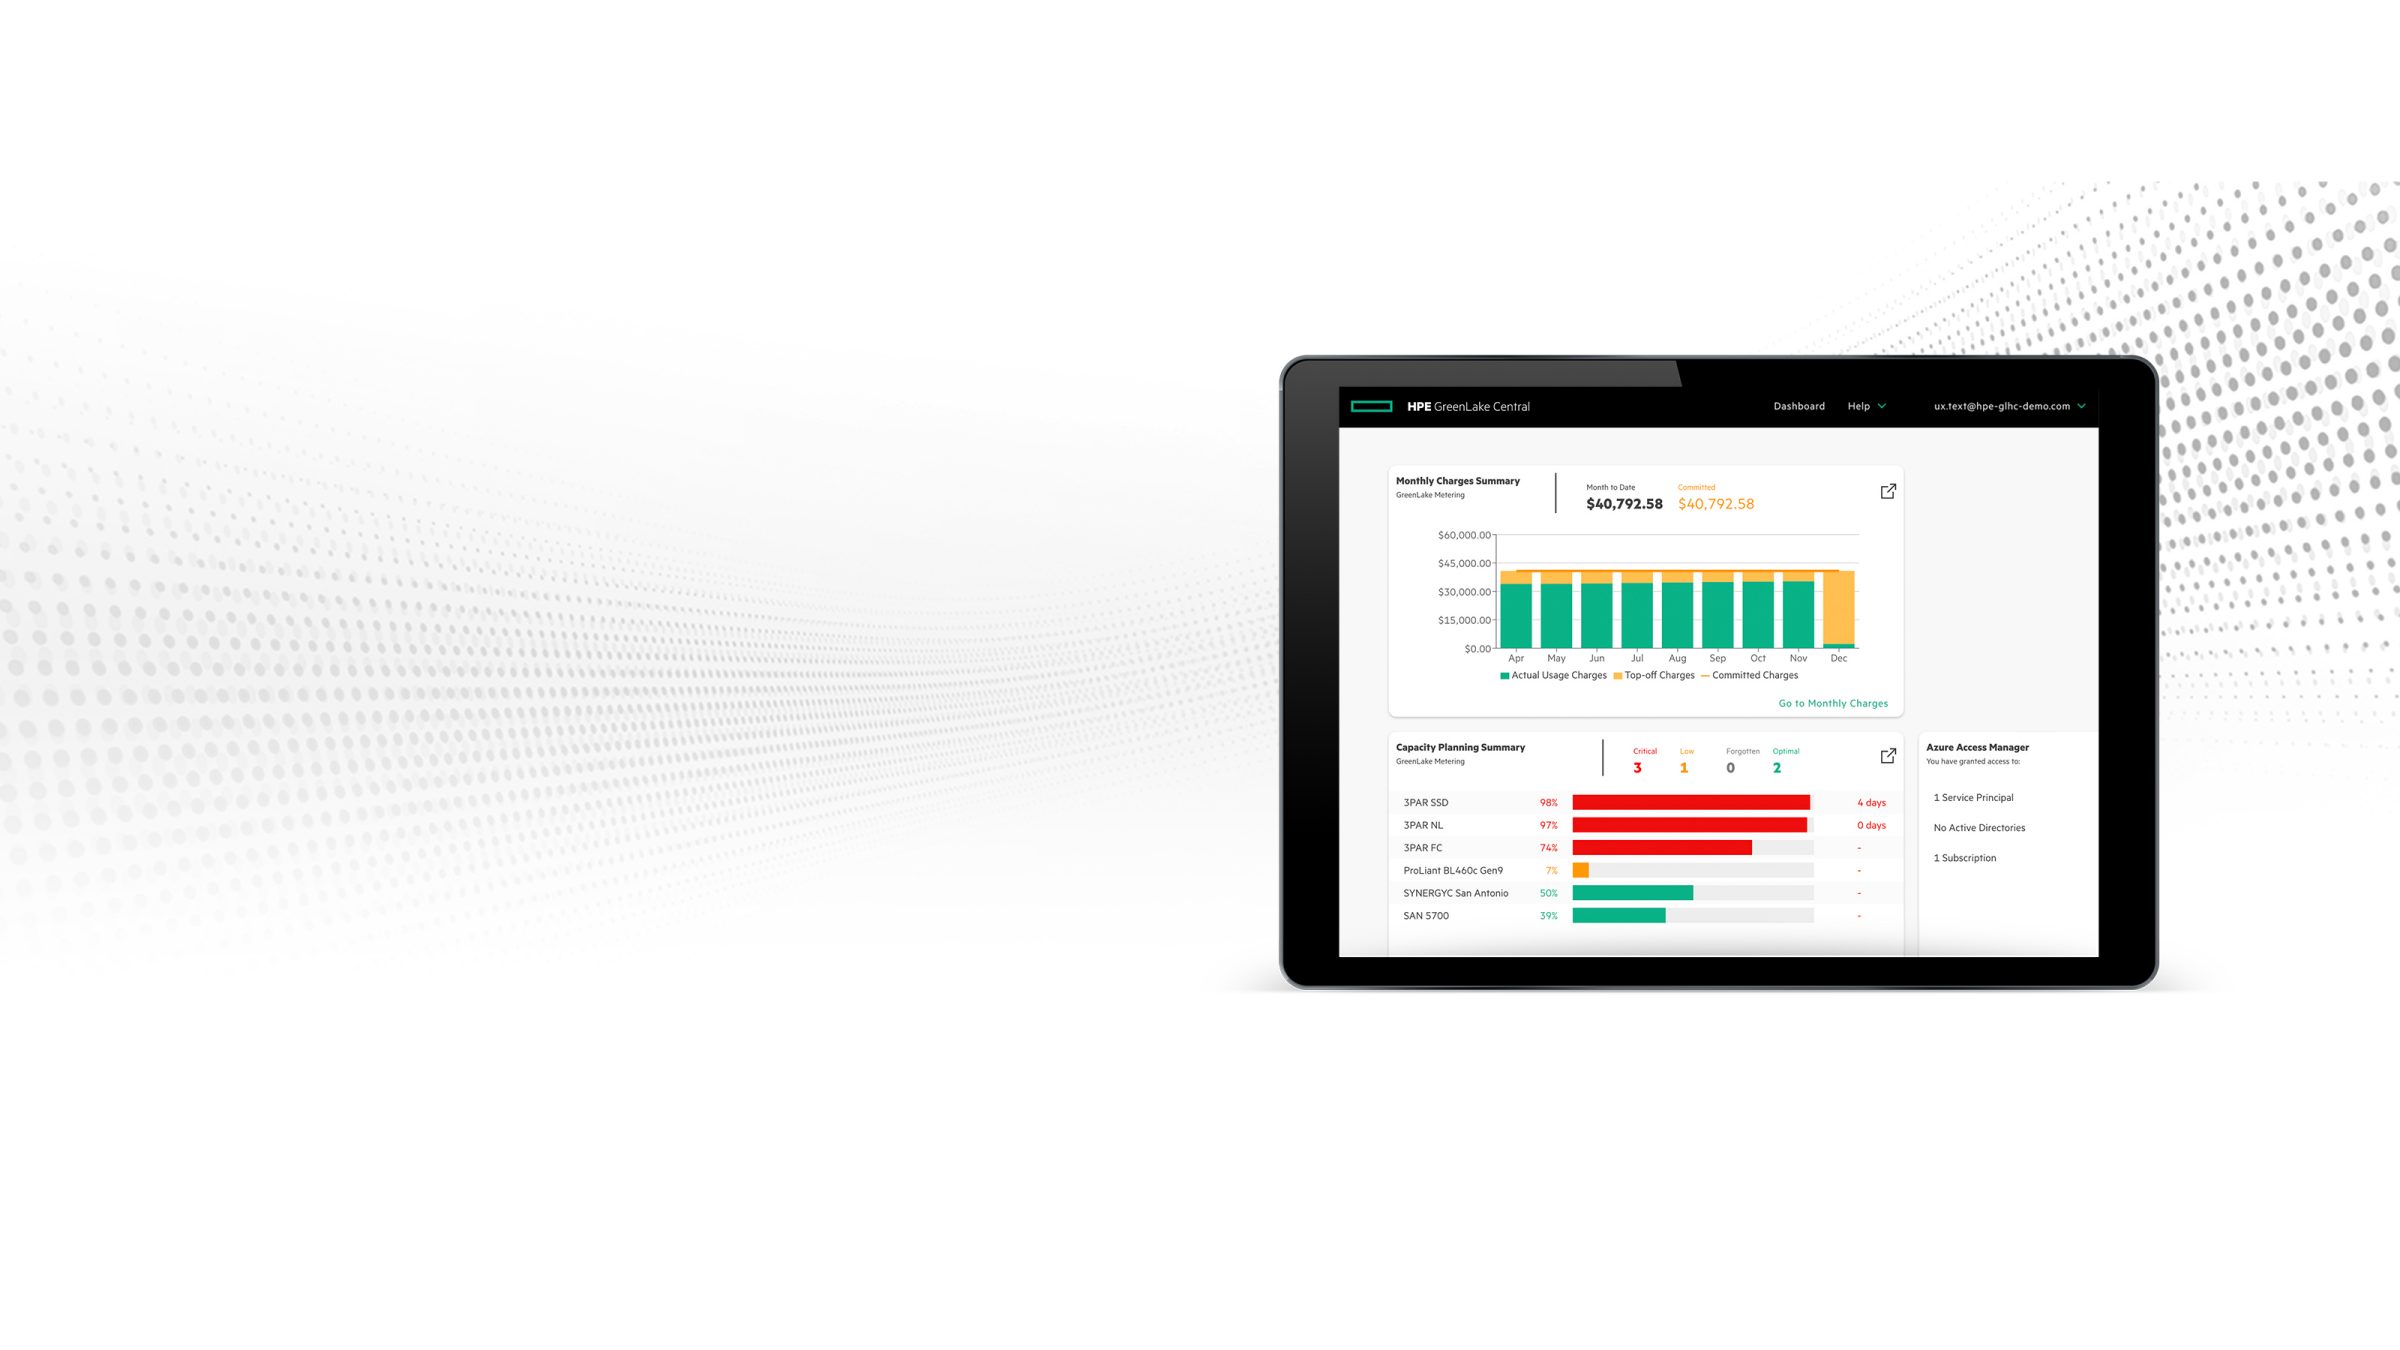 HPE GreenLake Central
Dashboard
Help
ux.text@hpe-glhc-demo.com
Monthly Charges Summary
GreenLake Metering
Month to Date
$40,792.58
Committed
$40,792.58
$60,000.00
$45,000.00
$30,000.00
$15,000.00
$0.00
Apr May Jun Jul Aug Sep Oct Nov Dec
Actual Usage Charges Top-off Charges Committed Charges
Go to Monthly Charges
Capacity Planning Summary
GreenLake Metering
Critical Low Forgotten Optimal
3 1 0 2
3PAR SSD 98% 4 days
3PAR NL 97% 0 days
3PAR FC 74% -
ProLiant BL460c Gen9 7% -
SYNERGYC San Antonio 50% -
SAN 5700 39% -
Azure Access Manager
You have granted access to:
1 Service Principal
No Active Directories
1 Subscription